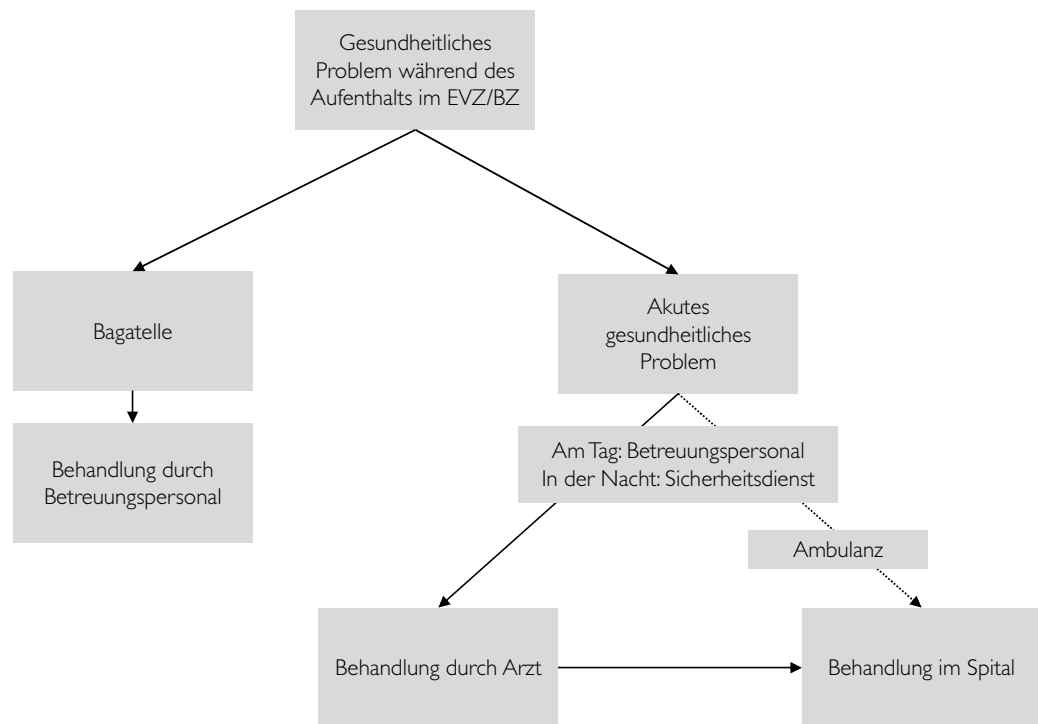 Gesundheitliches
Problem während des
Aufenthalts im EVZ/BZ
Bagatelle
Akutes
gesundheitliches
Problem
Behandlung durch
Betreuungspersonal
Am Tag: Betreuungspersonal
In der Nacht: Sicherheitsdienst
Ambulanz
Behandlung durch Arzt
Behandlung im Spital